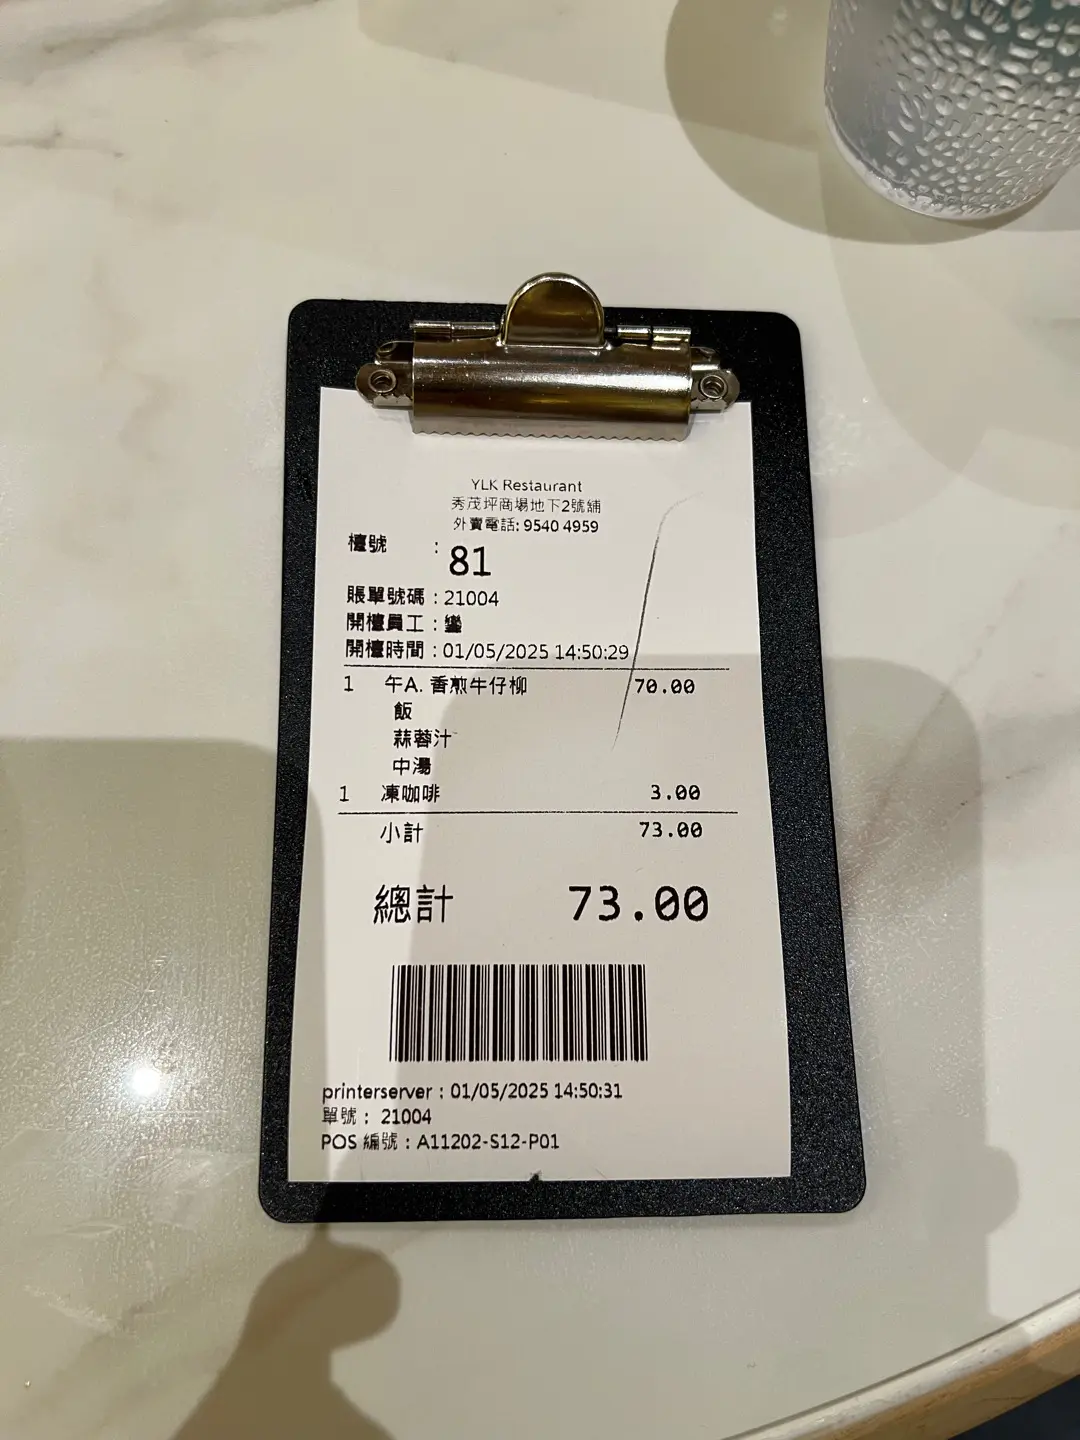 YLK Restaurant
秀茂坪商場地下2號舖
外賣電話: 9540 4959
檯號 : 81
賬單號碼 : 21004
開檯員工 : 鑾
開檯時間 : 01/05/2025 14:50:29
1 午A. 香煎牛仔柳 70.00
飯
蒜蓉汁
中湯
1 凍咖啡 3.00
小計 73.00
總計 73.00
printerserver : 01/05/2025 14:50:31
單號 : 21004
POS 編號 : A11202-S12-P01